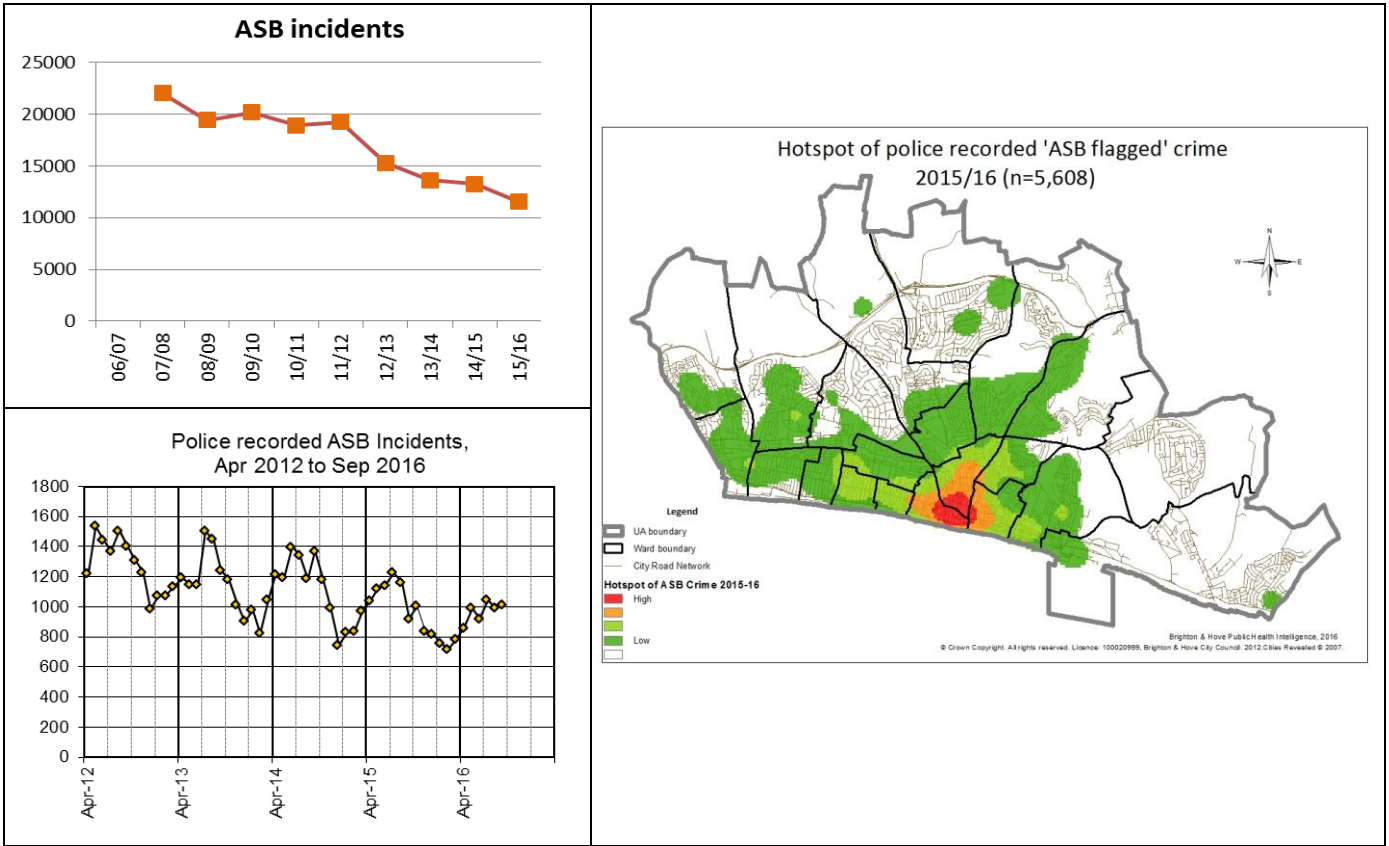 ASB incidents
25000
20000
15000
10000
5000
0
06/07
07/08
08/09
09/10
10/11
11/12
12/13
13/14
14/15
15/16
Police recorded ASB Incidents,
Apr 2012 to Sep 2016
1800
1600
1400
1200
1000
800
600
400
200
0
Apr-12
Apr-13
Apr-14
Apr-15
Apr-16
Hotspot of police recorded 'ASB flagged' crime
2015/16 (n=5,608)
N
W
E
S
Legend
UA boundary
Ward boundary
City Road Network
Hotspot of ASB Crime 2015-16
High
Low
Brighton & Hove Public Health Intelligence, 2016
© Crown Copyright. All rights reserved. Licence: 100020999, Brighton & Hove City Council. 2012.Cities Revealed © 2007.